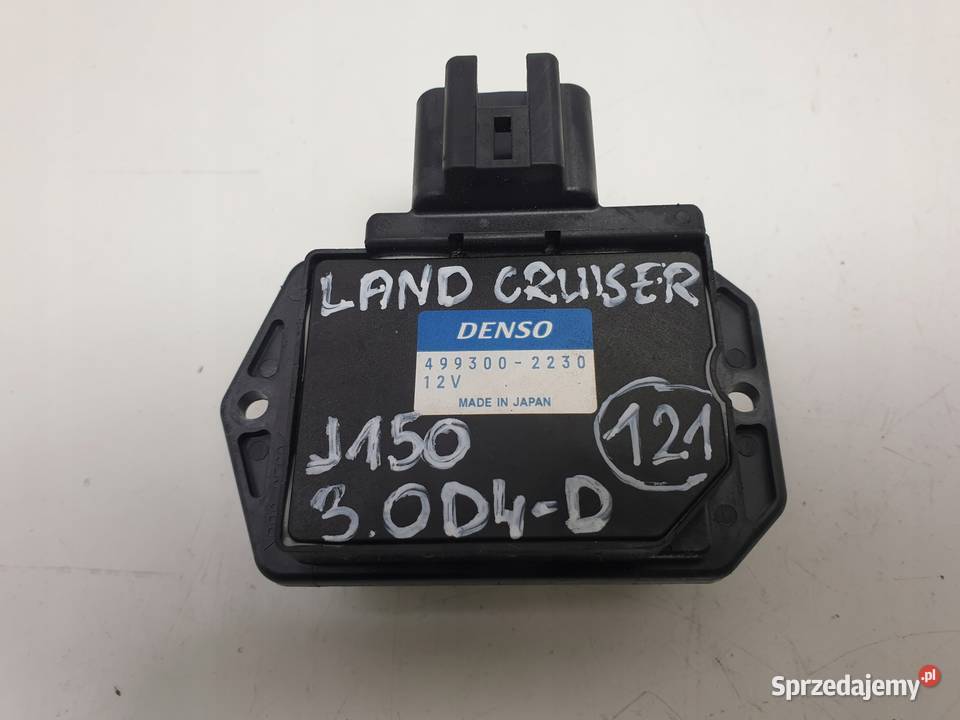 LAND CRUISER
DENSO
499300-2230
12V
MADE IN JAPAN
J150
121
3.0D4-D
Sprzedajemy.pl